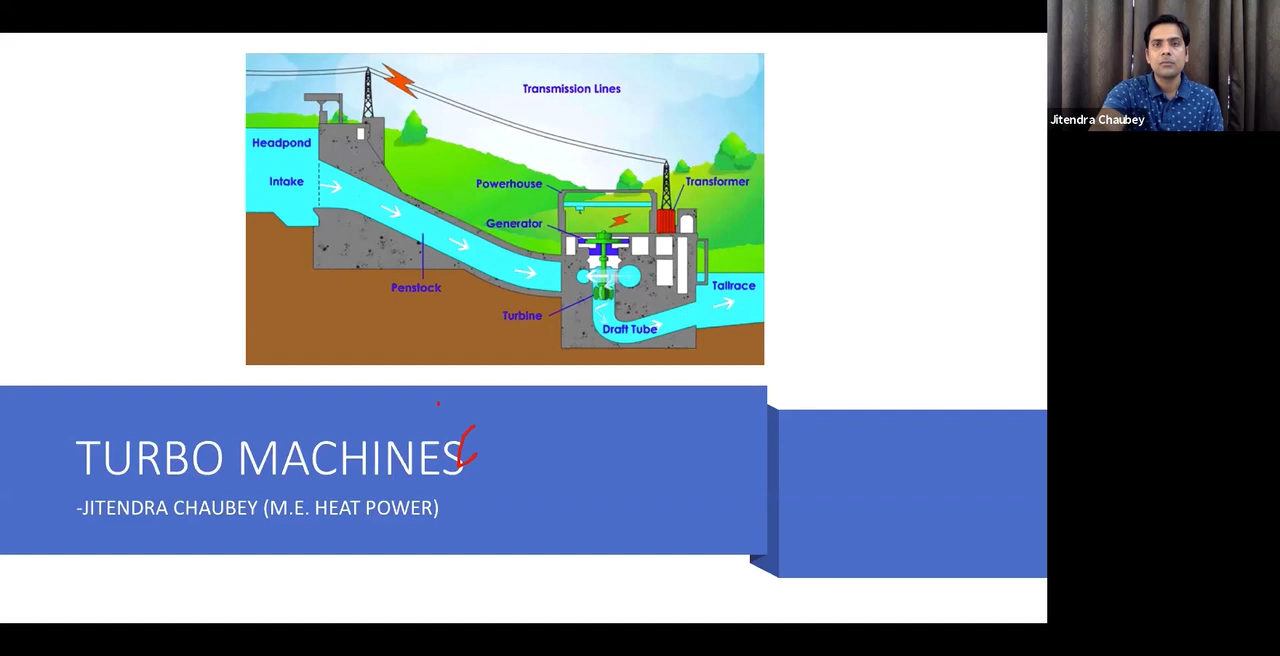 Transmission Lines
Headpond
Intake
Powerhouse
Transformer
Generator
Penstock
Tailrace
Turbine
Draft Tube
TURBO MACHINES
-JITENDRA CHAUBEY (M.E. HEAT POWER)
Jitendra Chaubey